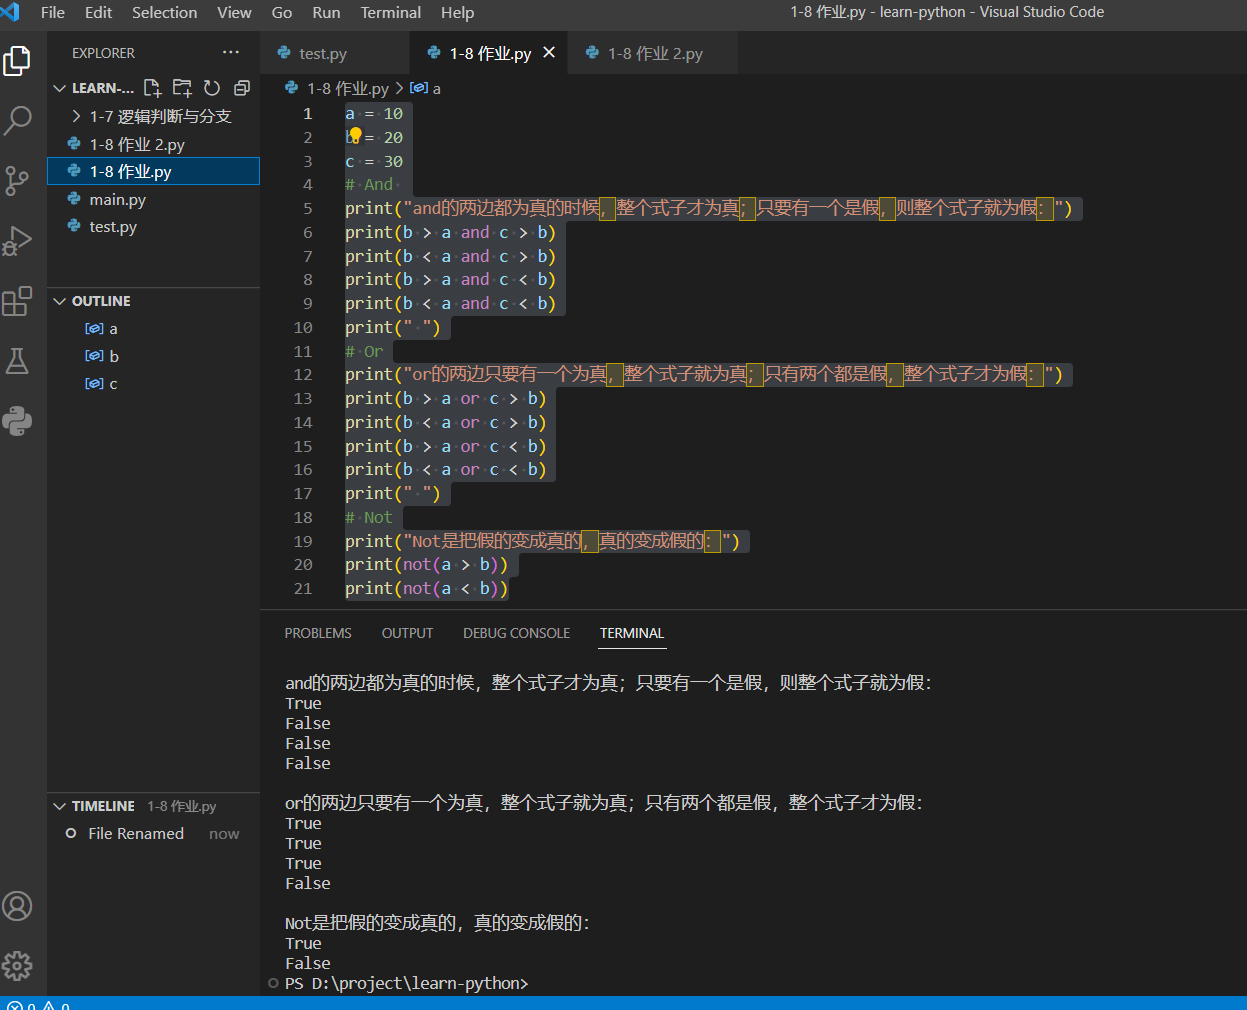 File Edit Selection View Go Run Terminal Help
1-8 作业.py - learn-python - Visual Studio Code
EXPLORER ...
LEARN-...
1-7 逻辑判断与分支
1-8 作业 2.py
1-8 作业.py
main.py
test.py
OUTLINE
a
b
c
TIMELINE 1-8 作业.py
File Renamed now
test.py 1-8 作业.py 1-8 作业 2.py
1-8 作业.py > a
1 a = 10
2 b = 20
3 c = 30
4 # And
5 print("and的两边都为真的时候，整个式子才为真；只要有一个是假，则整个式子就为假：")
6 print(b > a and c > b)
7 print(b < a and c > b)
8 print(b > a and c < b)
9 print(b < a and c < b)
10 print(" ")
11 # Or
12 print("or的两边只要有一个为真，整个式子就为真；只有两个都是假，整个式子才为假：")
13 print(b > a or c > b)
14 print(b < a or c > b)
15 print(b > a or c < b)
16 print(b < a or c < b)
17 print(" ")
18 # Not
19 print("Not是把假的变成真的，真的变成假的：")
20 print(not(a > b))
21 print(not(a < b))
PROBLEMS OUTPUT DEBUG CONSOLE TERMINAL
and的两边都为真的时候，整个式子才为真；只要有一个是假，则整个式子就为假：
True
False
False
False
or的两边只要有一个为真，整个式子就为真；只有两个都是假，整个式子才为假：
True
True
True
False
Not是把假的变成真的，真的变成假的：
True
False
PS D:\project\learn-python>
0 0